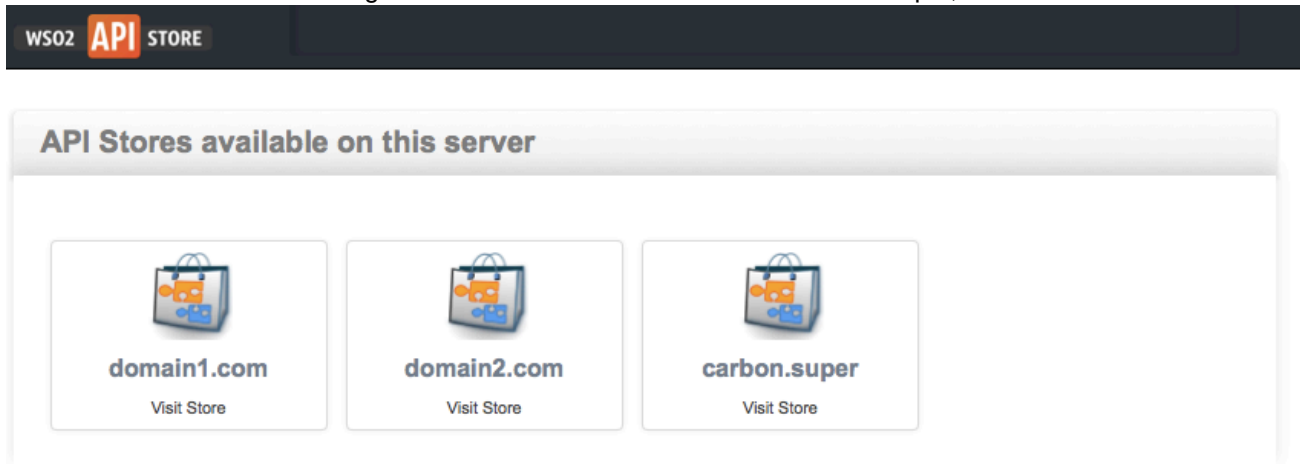 WSO2 API STORE
API Stores available on this server
domain1.com
Visit Store
domain2.com
Visit Store
carbon.super
Visit Store